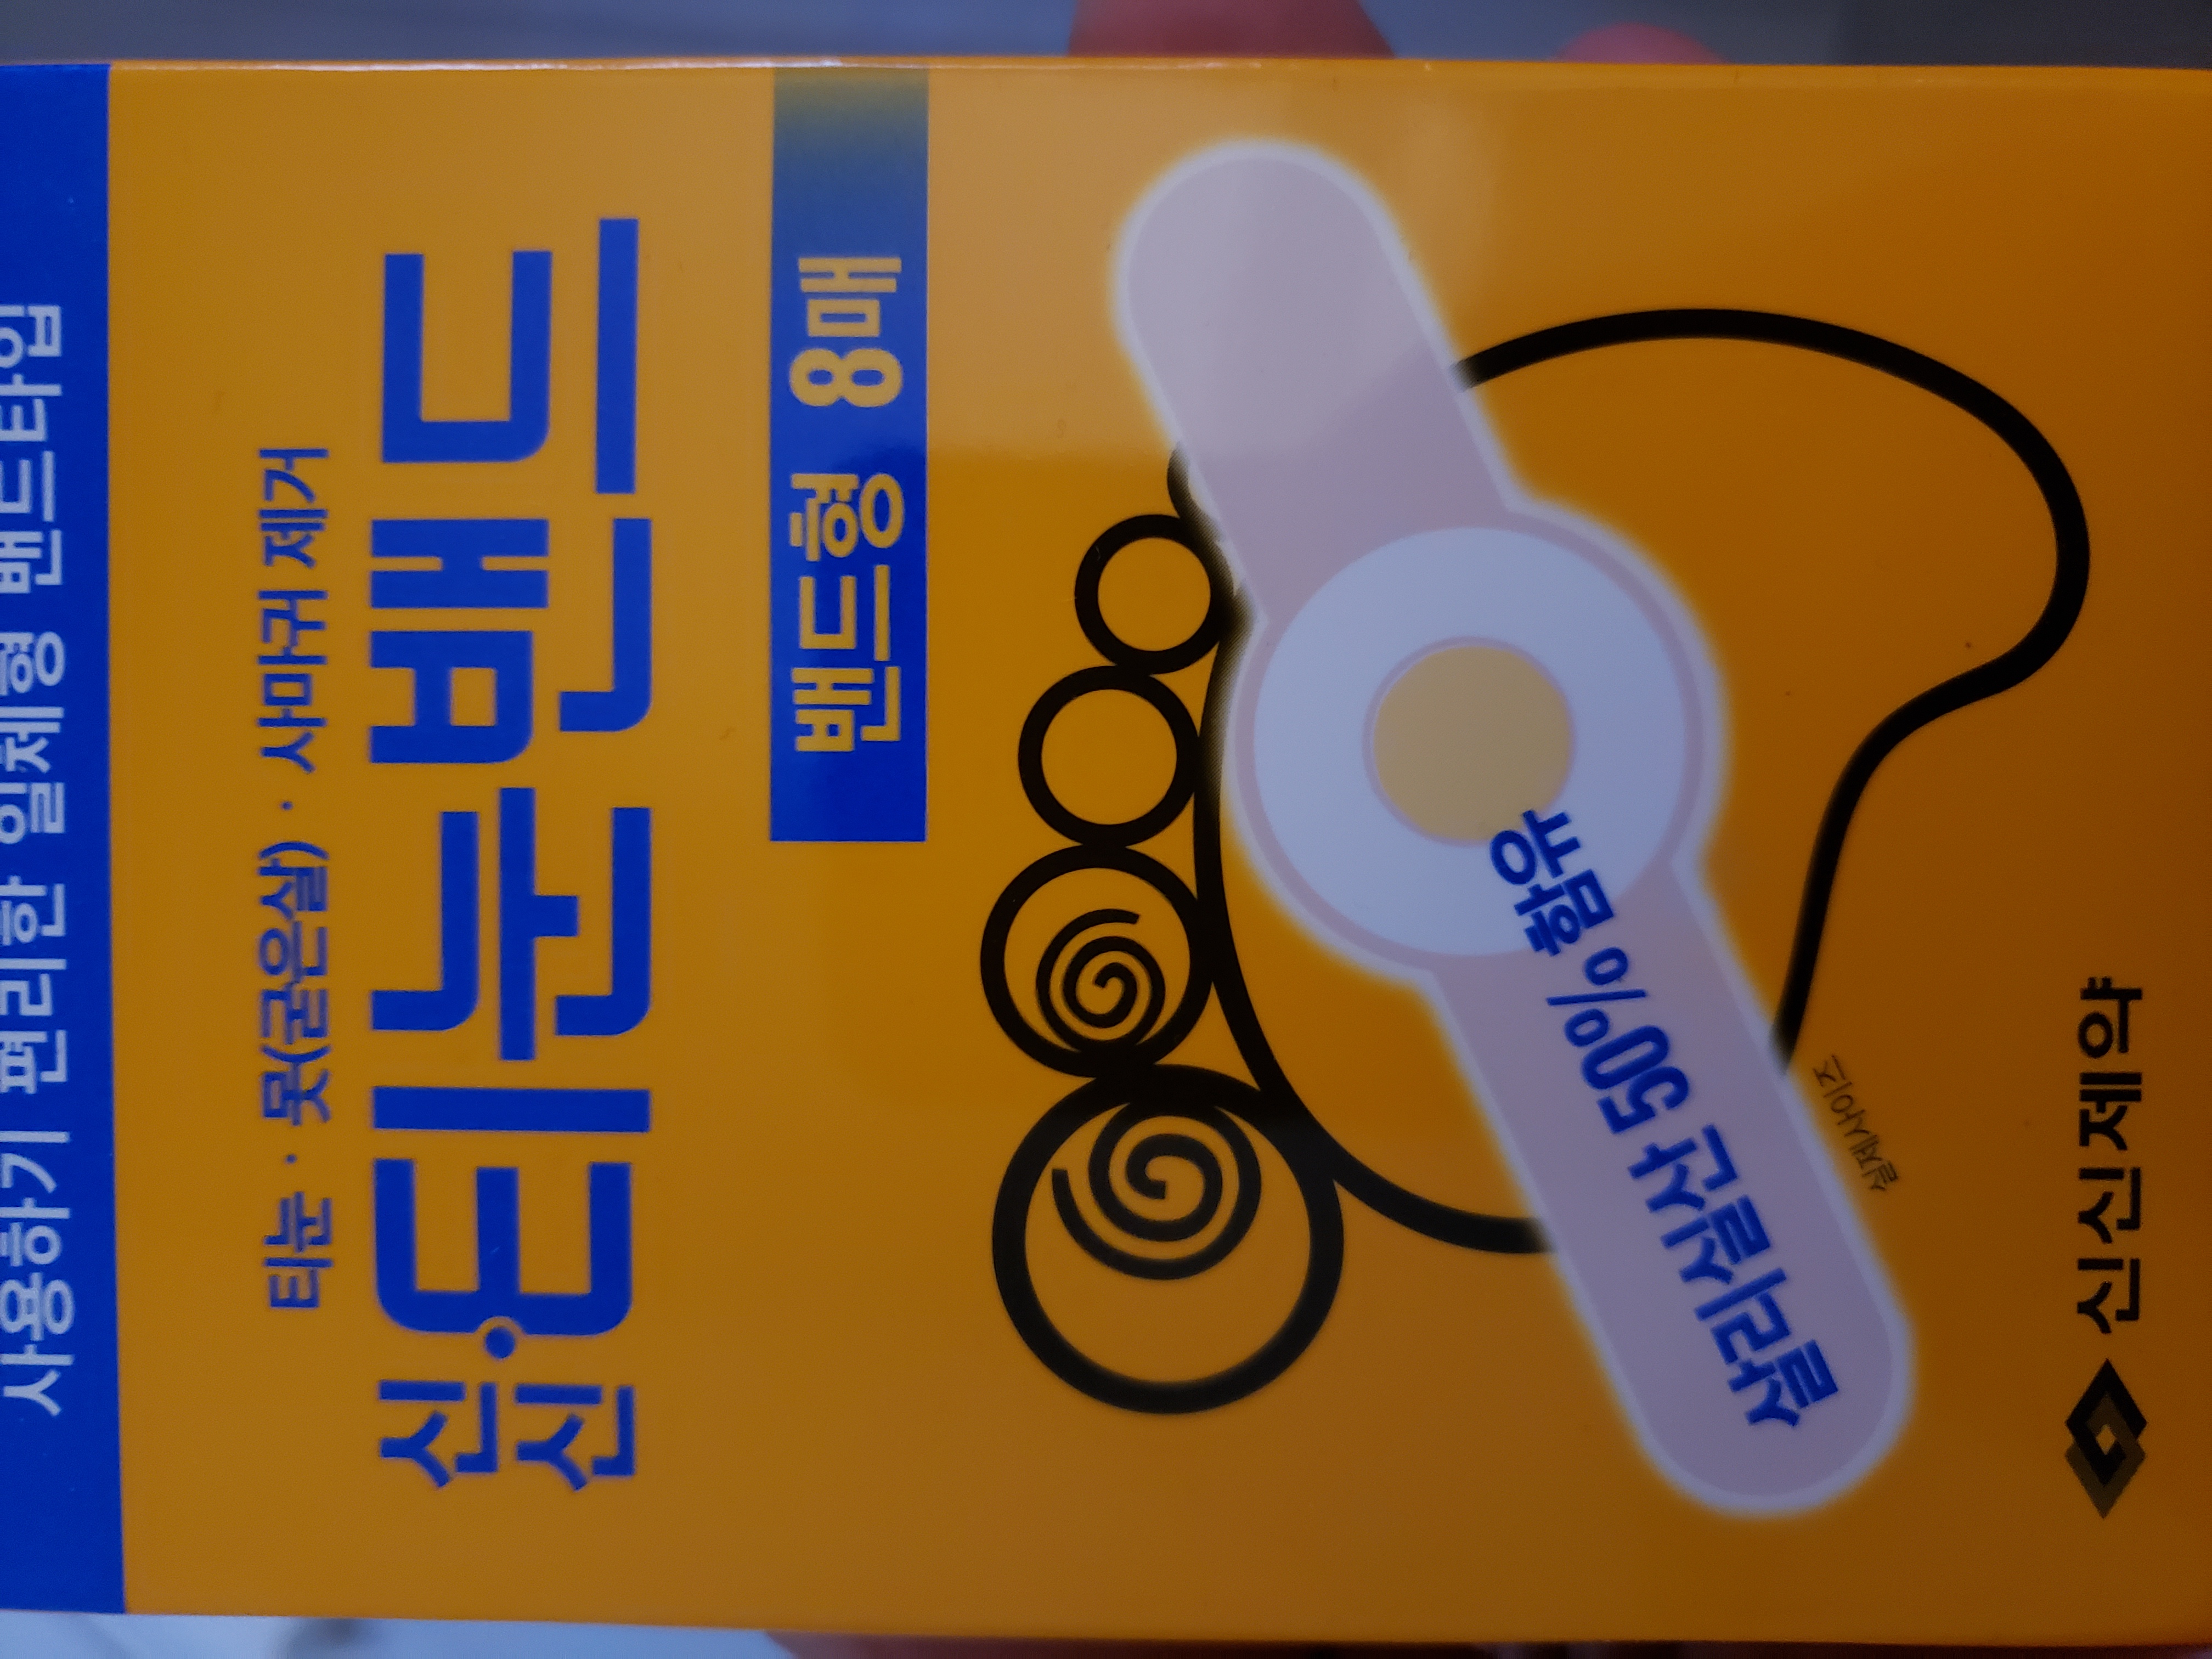 사용하기 편리한 일체형 밴드타입
티눈 · 못(굳은살) · 사마귀 제거
신신·티눈밴드
밴드형 8매
살리실산 50% 함유
실제사이즈
신신제약